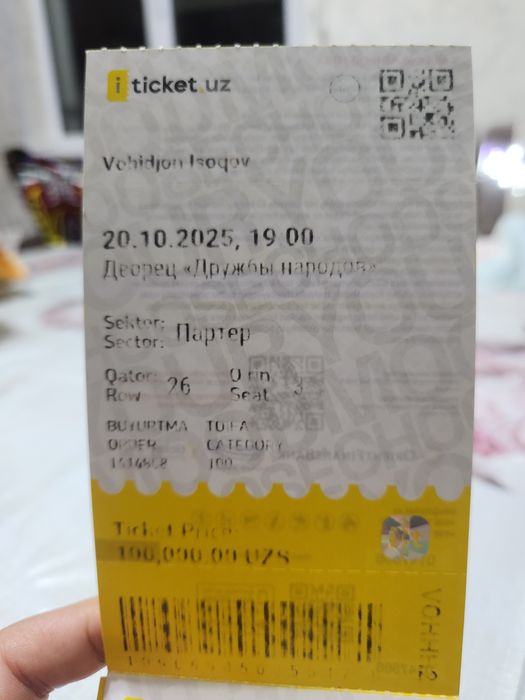 iticket.uz
Vohidjon Isoqov
20.10.2025, 19:00
Дворец «Дружбы народов»
Sektor:
Sector: Партер
Qator: 26 O'rin
Row Seat 3
BUYURTMA TOIFA
ORDER CATEGORY
100
Ticket Price:
100,000.00 UZS